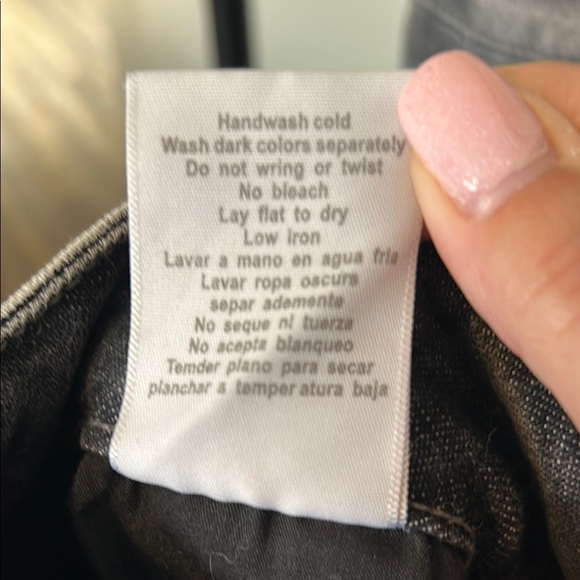 Handwash cold
Wash dark colors separately
Do not wring or twist
No bleach
Lay flat to dry
Low iron
Lavar a mano en agua fria
Lavar ropa oscurs
separ ademente
No seque ni tuerza
No acepta blanqueo
Temder plano para secar
planchar a temper atura baja